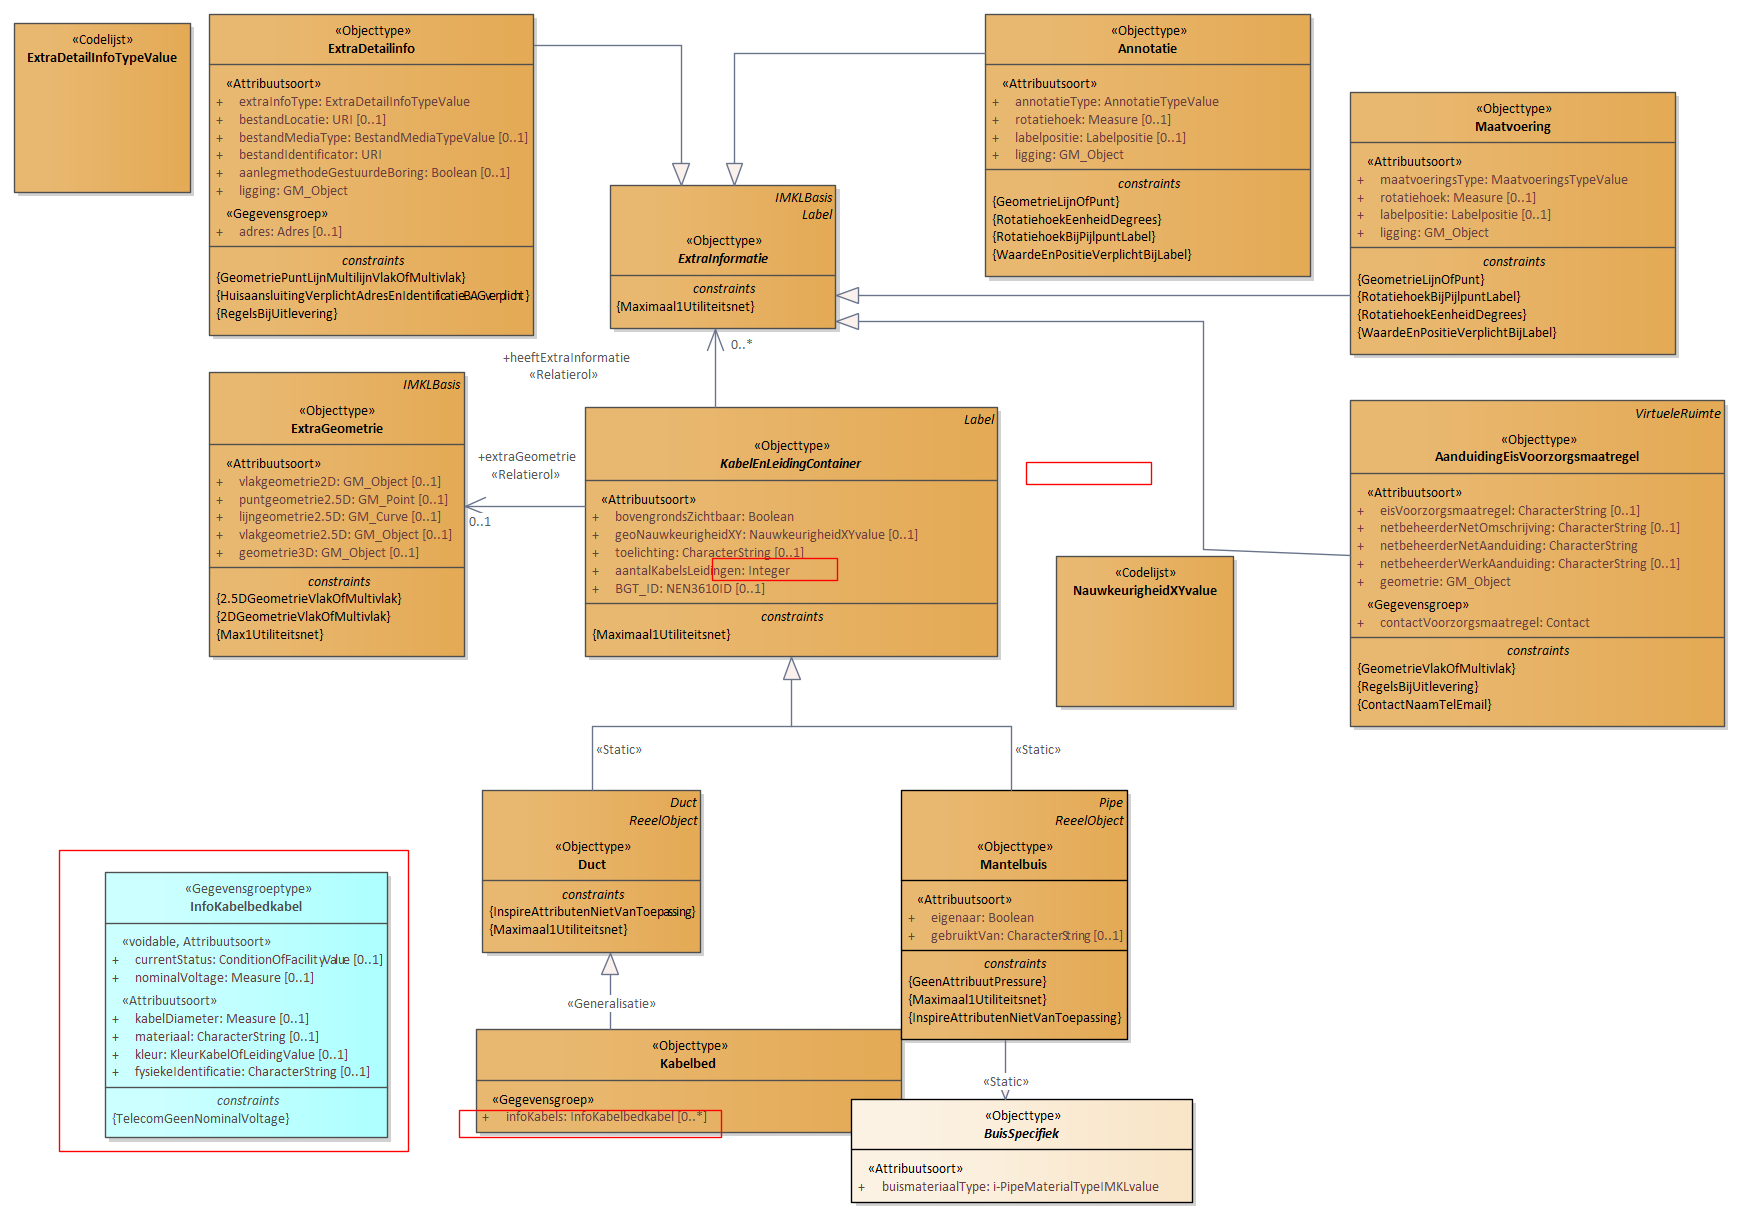 «Codelijst»
ExtraDetailInfoTypeValue
«Objecttype»
ExtraDetailinfo
«Attribuutsoort»
+ extraInfoType: ExtraDetailInfoTypeValue
+ bestandLocatie: URI [0..1]
+ bestandMediaType: BestandMediaTypeValue [0..1]
+ bestandIdentificator: URI
+ aanlegmethodeGestuurdeBoring: Boolean [0..1]
+ ligging: GM_Object
«Gegevensgroep»
+ adres: Adres [0..1]
constraints
{GeometriePuntLijnMultilijnVlakOfMultivlak}
{HuisaansluitingVerplichtAdresEnIdentificatieBAGverplicht}
{RegelsBijUitlevering}
«Objecttype»
Annotatie
«Attribuutsoort»
+ annotatieType: AnnotatieTypeValue
+ rotatiehoek: Measure [0..1]
+ labelpositie: Labelpositie [0..1]
+ ligging: GM_Object
constraints
{GeometrieLijnOfPunt}
{RotatiehoekEenheidDegrees}
{RotatiehoekBijPijlpuntLabel}
{WaardeEnPositieVerplichtBijLabel}
«Objecttype»
Maatvoering
«Attribuutsoort»
+ maatvoeringsType: MaatvoeringsTypeValue
+ rotatiehoek: Measure [0..1]
+ labelpositie: Labelpositie [0..1]
+ ligging: GM_Object
constraints
{GeometrieLijnOfPunt}
{RotatiehoekBijPijlpuntLabel}
{RotatiehoekEenheidDegrees}
{WaardeEnPositieVerplichtBijLabel}
IMKLBasis
Label
«Objecttype»
ExtraInformatie
constraints
{Maximaal1Utiliteitsnet}
0..*
+heeftExtraInformatie
«Relatierol»
IMKLBasis
«Objecttype»
ExtraGeometrie
«Attribuutsoort»
+ vlakgeometrie2D: GM_Object [0..1]
+ puntgeometrie2.5D: GM_Point [0..1]
+ lijngeometrie2.5D: GM_Curve [0..1]
+ vlakgeometrie2.5D: GM_Object [0..1]
+ geometrie3D: GM_Object [0..1]
constraints
{2.5DGeometrieVlakOfMultivlak}
{2DGeometrieVlakOfMultivlak}
{Max1Utiliteitsnet}
+extraGeometrie
«Relatierol»
0..1
Label
«Objecttype»
KabelEnLeidingContainer
«Attribuutsoort»
+ bovengrondsZichtbaar: Boolean
+ geoNauwkeurigheidXY: NauwkeurigheidXYvalue [0..1]
+ toelichting: CharacterString [0..1]
+ aantalKabelsLeidingen: Integer
+ BGT_ID: NEN3610ID [0..1]
constraints
{Maximaal1Utiliteitsnet}
VirtueleRuimte
«Objecttype»
AanduidingEisVoorzorgsmaatregel
«Attribuutsoort»
+ eisVoorzorgsmaatregel: CharacterString [0..1]
+ netbeheerderNetOmschrijving: CharacterString [0..1]
+ netbeheerderNetAanduiding: CharacterString
+ netbeheerderWerkAanduiding: CharacterString [0..1]
+ geometrie: GM_Object
«Gegevensgroep»
+ contactVoorzorgsmaatregel: Contact
constraints
{GeometrieVlakOfMultivlak}
{RegelsBijUitlevering}
{ContactNaamTelEmail}
«Codelijst»
NauwkeurigheidXYvalue
«Static»
«Static»
Duct
ReeelObject
«Objecttype»
Duct
constraints
{InspireAttributenNietVanToepassing}
{Maximaal1Utiliteitsnet}
Pipe
ReeelObject
«Objecttype»
Mantelbuis
«Attribuutsoort»
+ eigenaar: Boolean
+ gebruiktVan: CharacterString [0..1]
constraints
{GeenAttribuutPressure}
{Maximaal1Utiliteitsnet}
{InspireAttributenNietVanToepassing}
«Gegevensgroeptype»
InfoKabelbedkabel
«voidable, Attribuutsoort»
+ currentStatus: ConditionOfFacilityValue [0..1]
+ nominalVoltage: Measure [0..1]
«Attribuutsoort»
+ kabelDiameter: Measure [0..1]
+ materiaal: CharacterString [0..1]
+ kleur: KleurKabelOfLeidingValue [0..1]
+ fysiekeIdentificatie: CharacterString [0..1]
constraints
{TelecomGeenNominalVoltage}
«Generalisatie»
«Objecttype»
Kabelbed
«Gegevensgroep»
+ infoKabels: InfoKabelbedkabel [0..*]
«Static»
«Objecttype»
BuisSpecifiek
«Attribuutsoort»
+ buismateriaalType: i-PipeMaterialTypeIMKLvalue